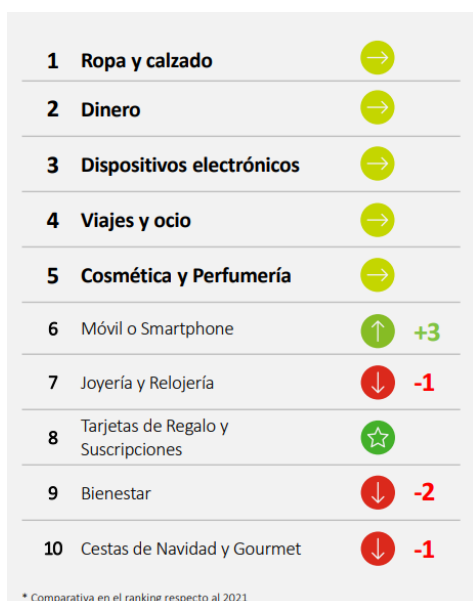 1 Ropa y calzado
2 Dinero
3 Dispositivos electrónicos
4 Viajes y ocio
5 Cosmética y Perfumería
6 Móvil o Smartphone +3
7 Joyería y Relojería -1
8 Tarjetas de Regalo y
Suscripciones
9 Bienestar -2
10 Cestas de Navidad y Gourmet -1
* Comparativa en el ranking respecto al 2021